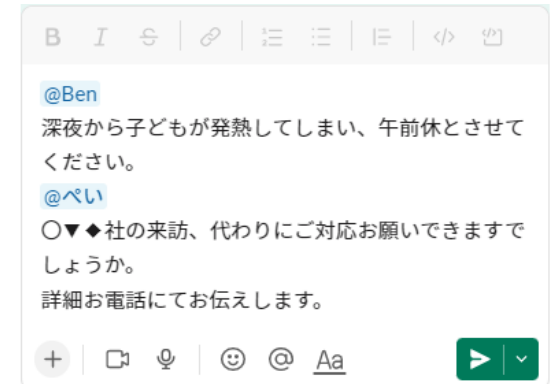 @Ben
深夜から子どもが発熱してしまい、午前休とさせて
ください。
@ぺい
〇▼◆社の来訪、代わりにご対応お願いできますで
しょうか。
詳細お電話にてお伝えします。
Aa